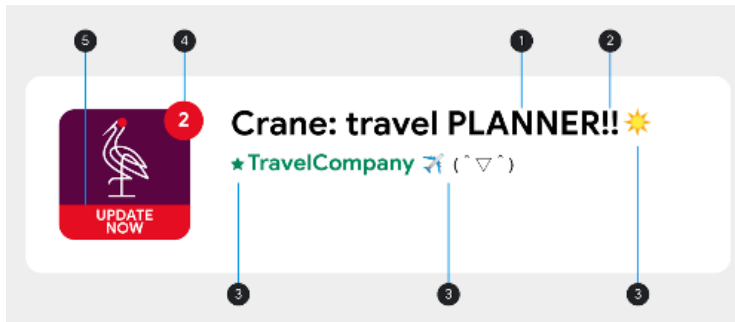 5 4 1 2
2
Crane: travel PLANNER!!☀️
★TravelCompany ✈️ (ˆ▽ˆ)
UPDATE
NOW
3 3 3